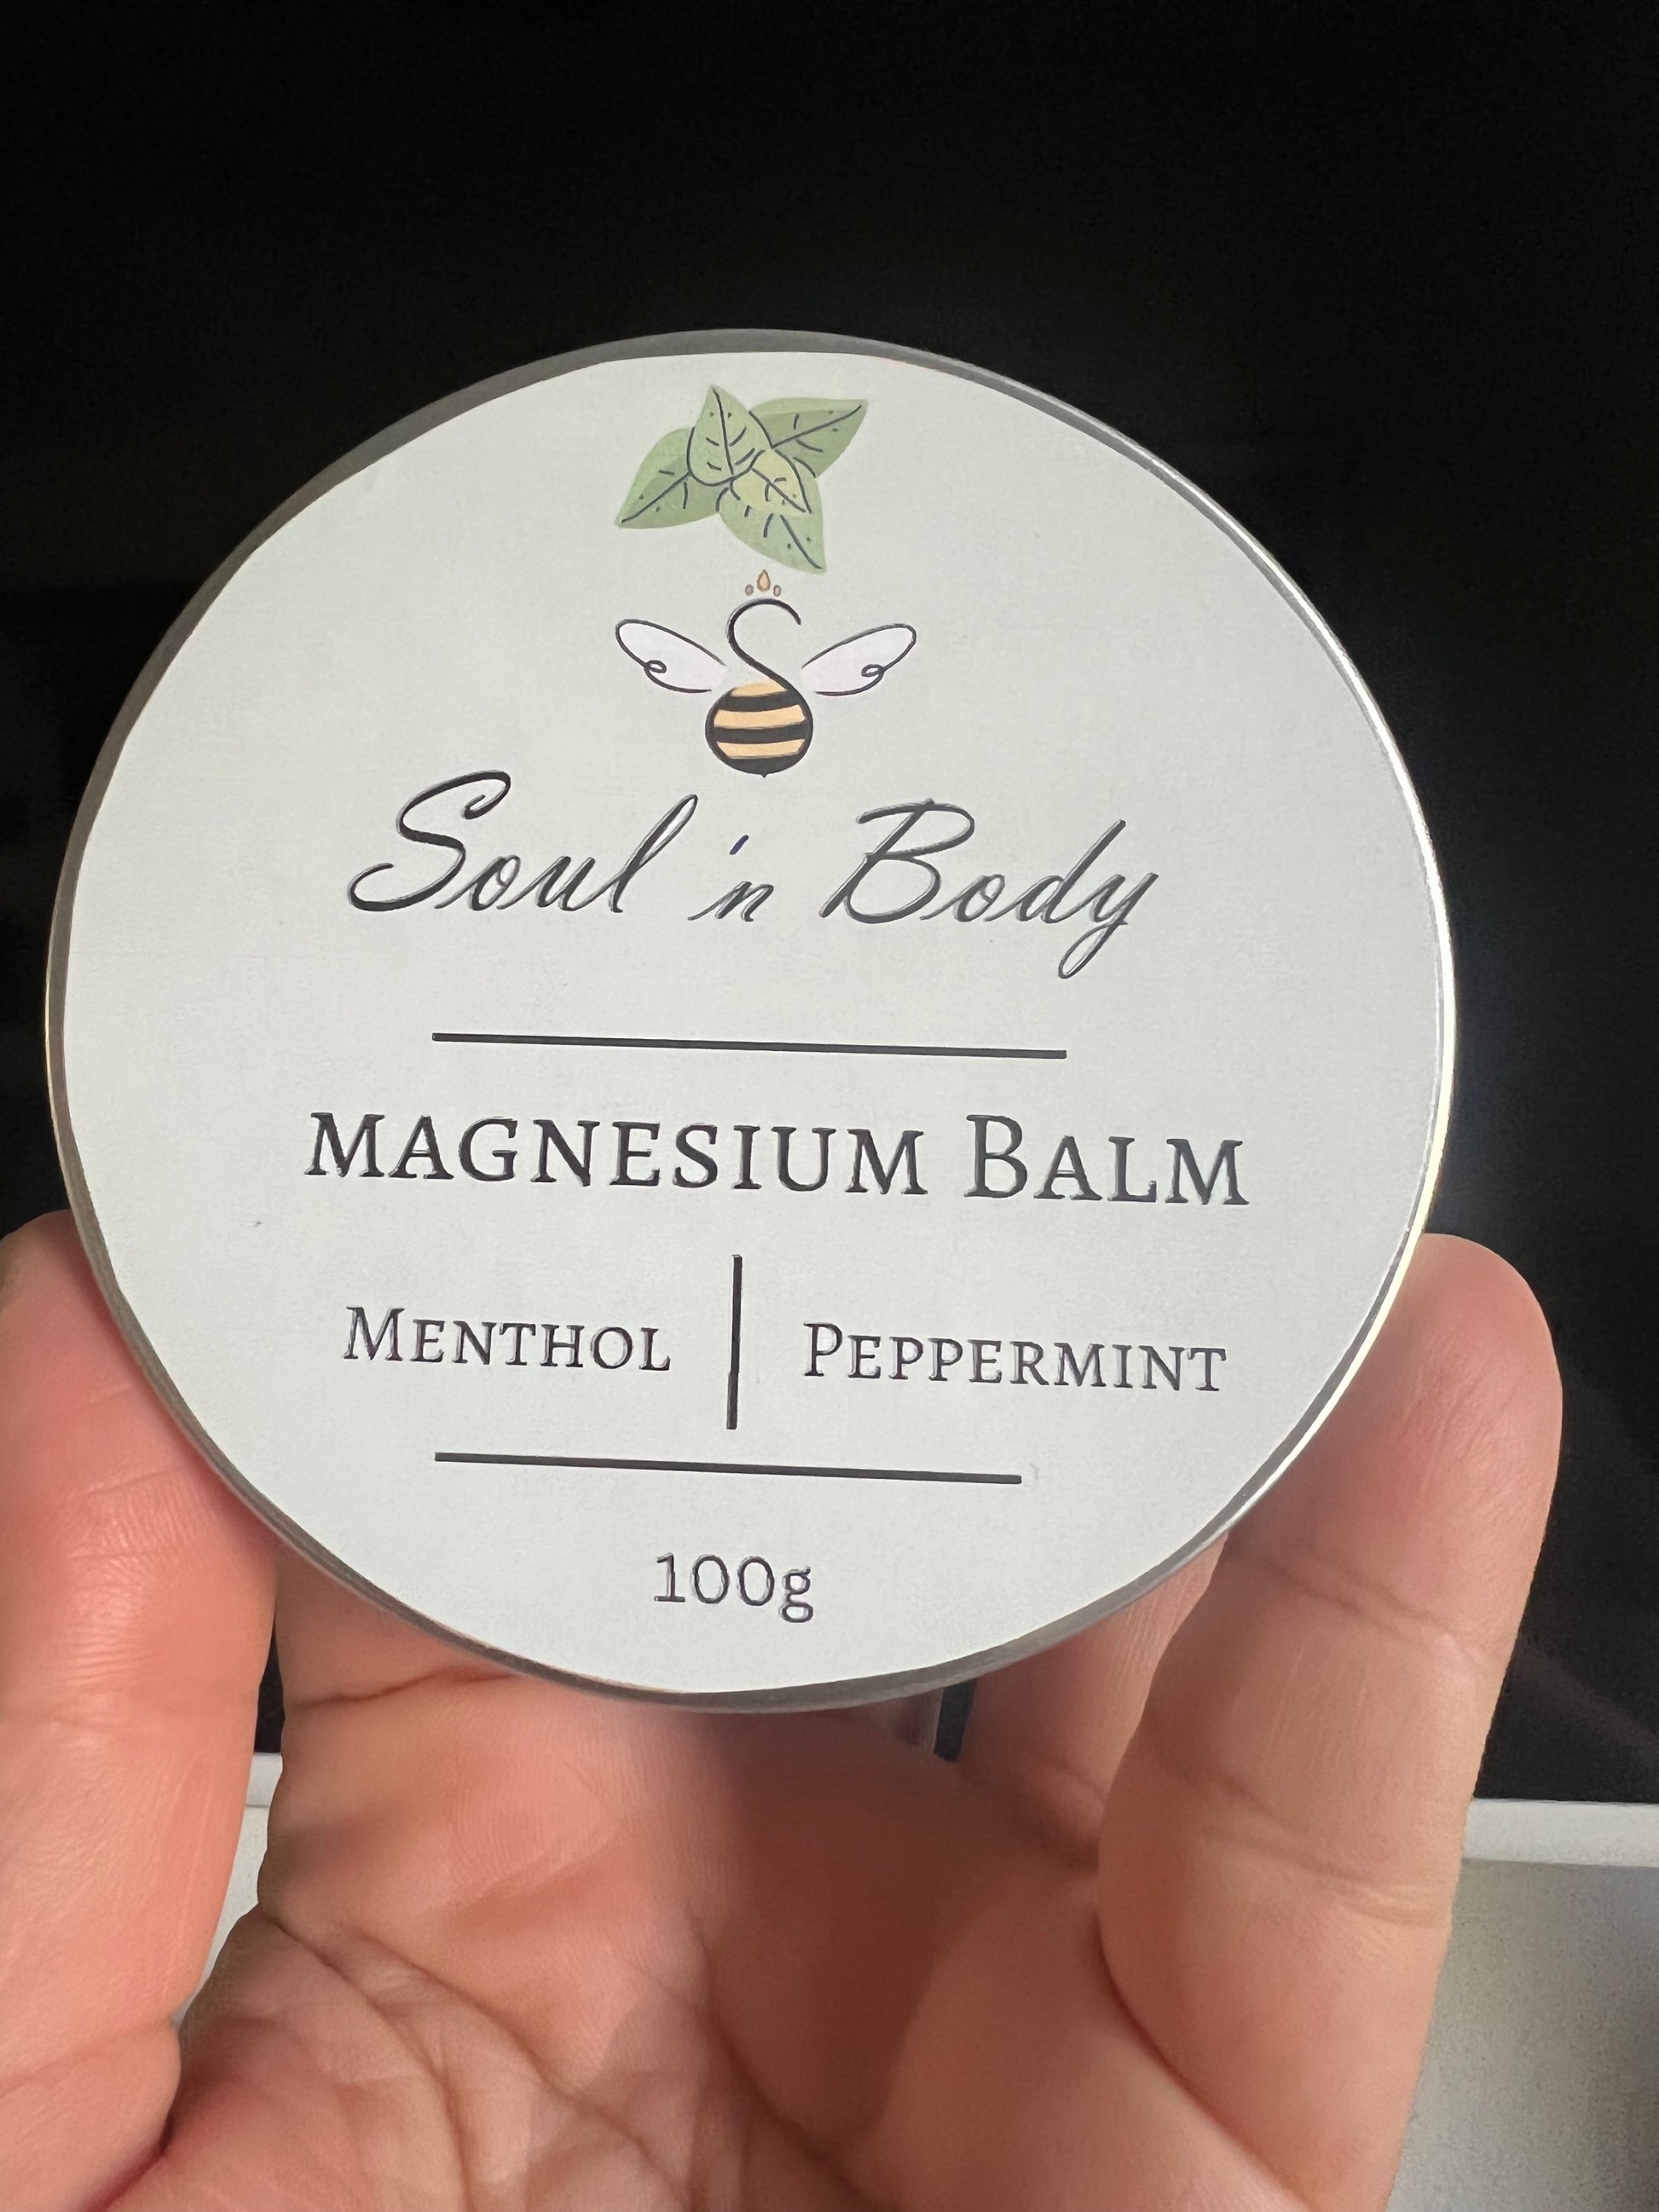 Soul 'n Body
MAGNESIUM BALM
MENTHOL | PEPPERMINT
100g